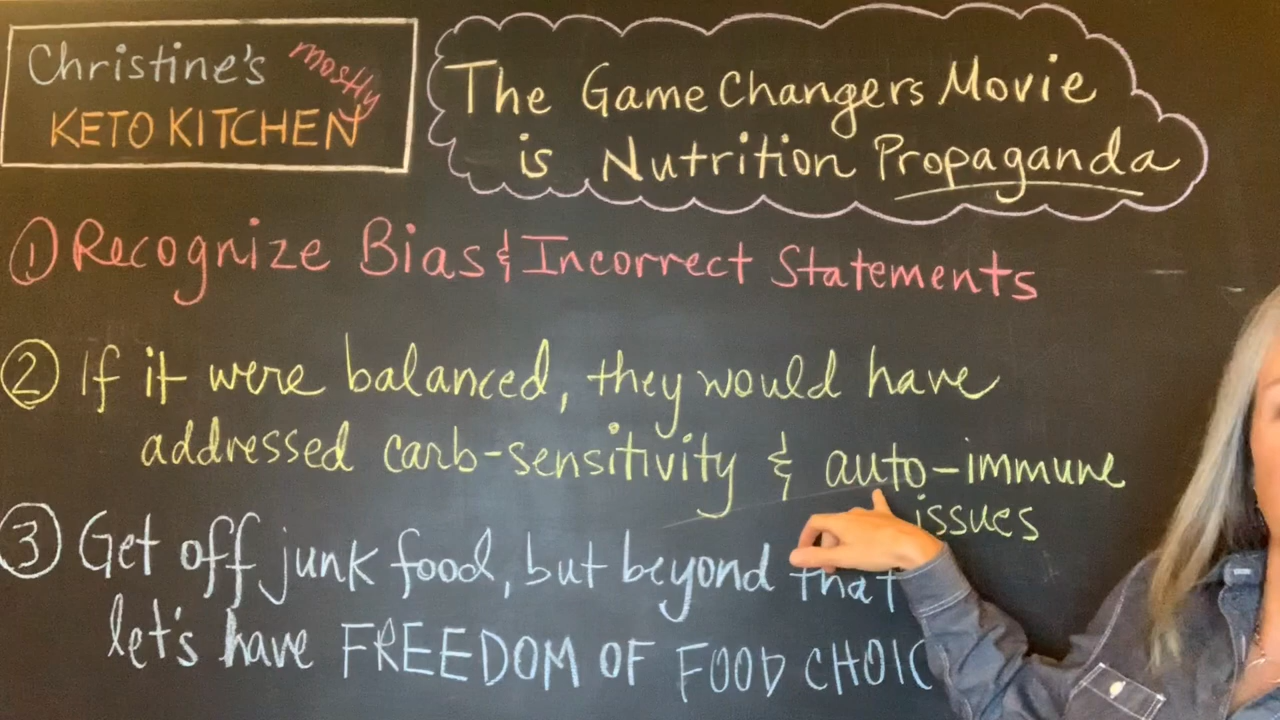 Christine's mostly
KETO KITCHEN
The Game Changers Movie
is Nutrition Propaganda
① Recognize Bias & Incorrect Statements
② If it were balanced, they would have
addressed carb-sensitivity & auto-immune
issues
③ Get off junk food, but beyond that
let's have FREEDOM OF FOOD CHOIC